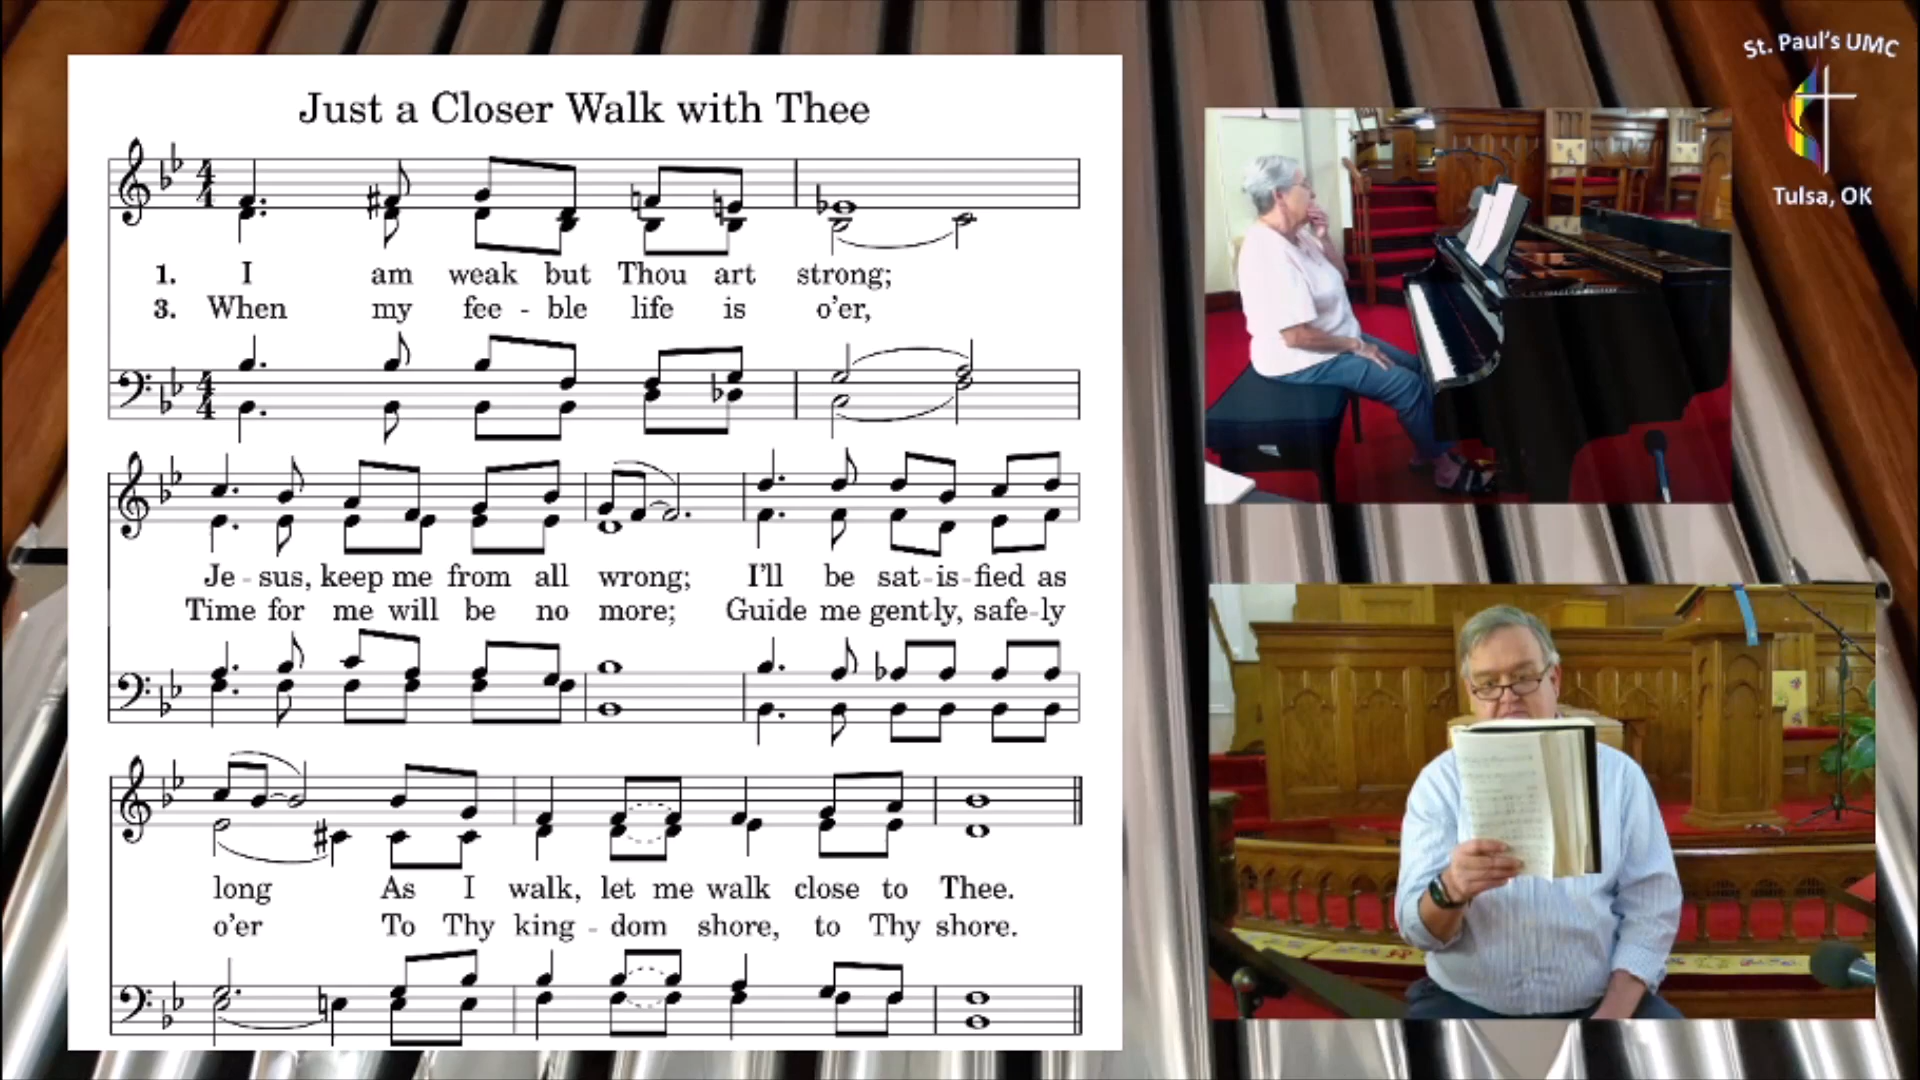 Just a Closer Walk with Thee
1. I am weak but Thou art strong;
3. When my fee - ble life is o'er,
Je - sus, keep me from all wrong; I'll be sat - is - fied as
Time for me will be no more; Guide me gent-ly, safe - ly
long As I walk, let me walk close to Thee.
o'er To Thy king - dom shore, to Thy shore.
St. Paul's UMC
Tulsa, OK